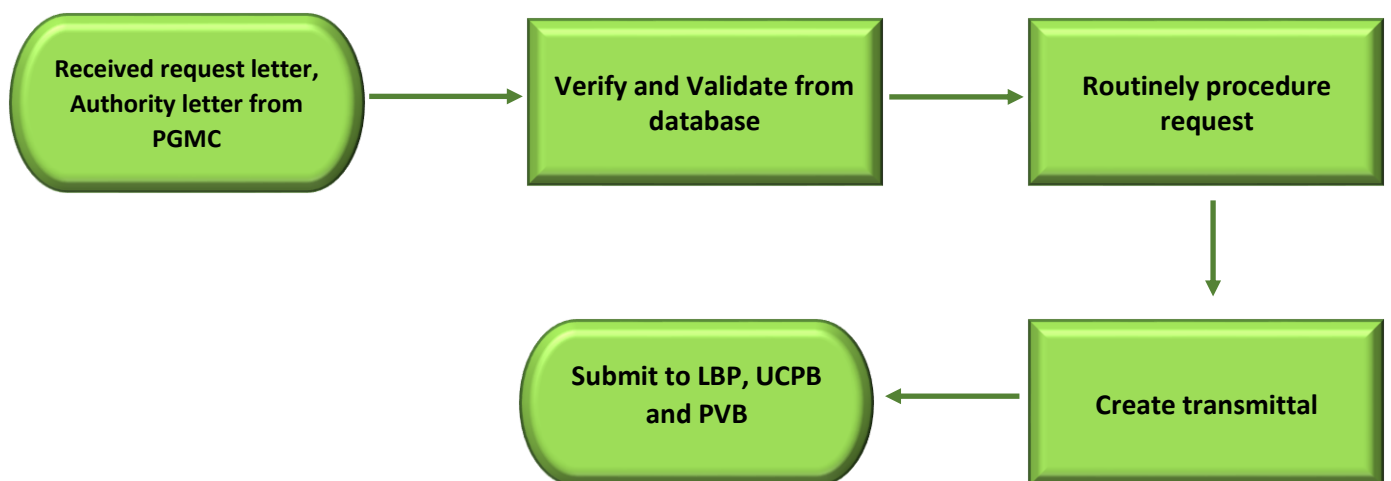 Received request letter,
Authority letter from
PGMC
Verify and Validate from
database
Routinely procedure
request
Create transmittal
Submit to LBP, UCPB
and PVB